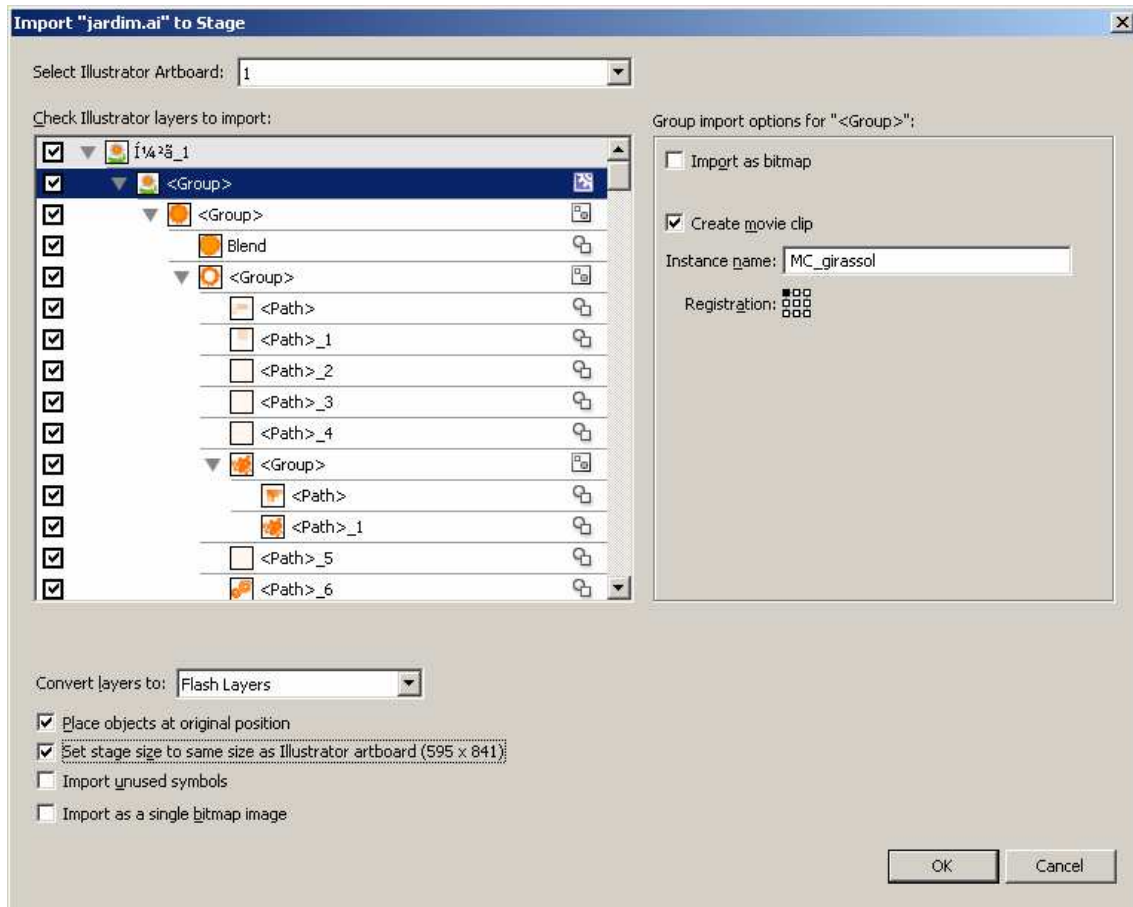 Import "jardim.ai" to Stage
Select Illustrator Artboard: 1
Check Illustrator layers to import:
Í¼²ã_1
<Group>
<Group>
Blend
<Group>
<Path>
<Path>_1
<Path>_2
<Path>_3
<Path>_4
<Group>
<Path>
<Path>_1
<Path>_5
<Path>_6
Group import options for "<Group>":
Import as bitmap
Create movie clip
Instance name: MC_girassol
Registration:
Convert layers to: Flash Layers
Place objects at original position
Set stage size to same size as Illustrator artboard (595 x 841)
Import unused symbols
Import as a single bitmap image
OK Cancel